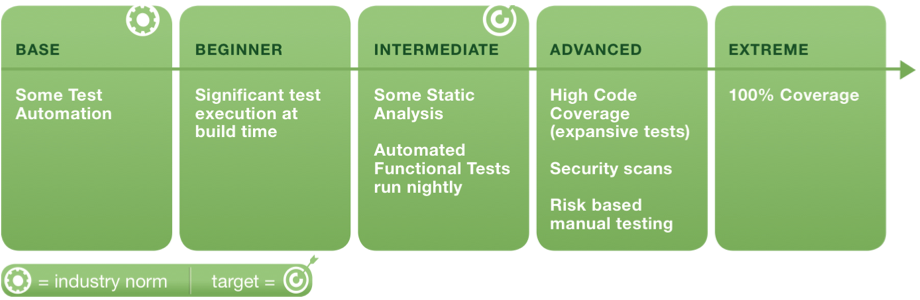 BASE
Some Test
Automation
BEGINNER
Significant test
execution at
build time
INTERMEDIATE
Some Static
Analysis
Automated
Functional Tests
run nightly
ADVANCED
High Code
Coverage
(expansive tests)
Security scans
Risk based
manual testing
EXTREME
100% Coverage
= industry norm
target =